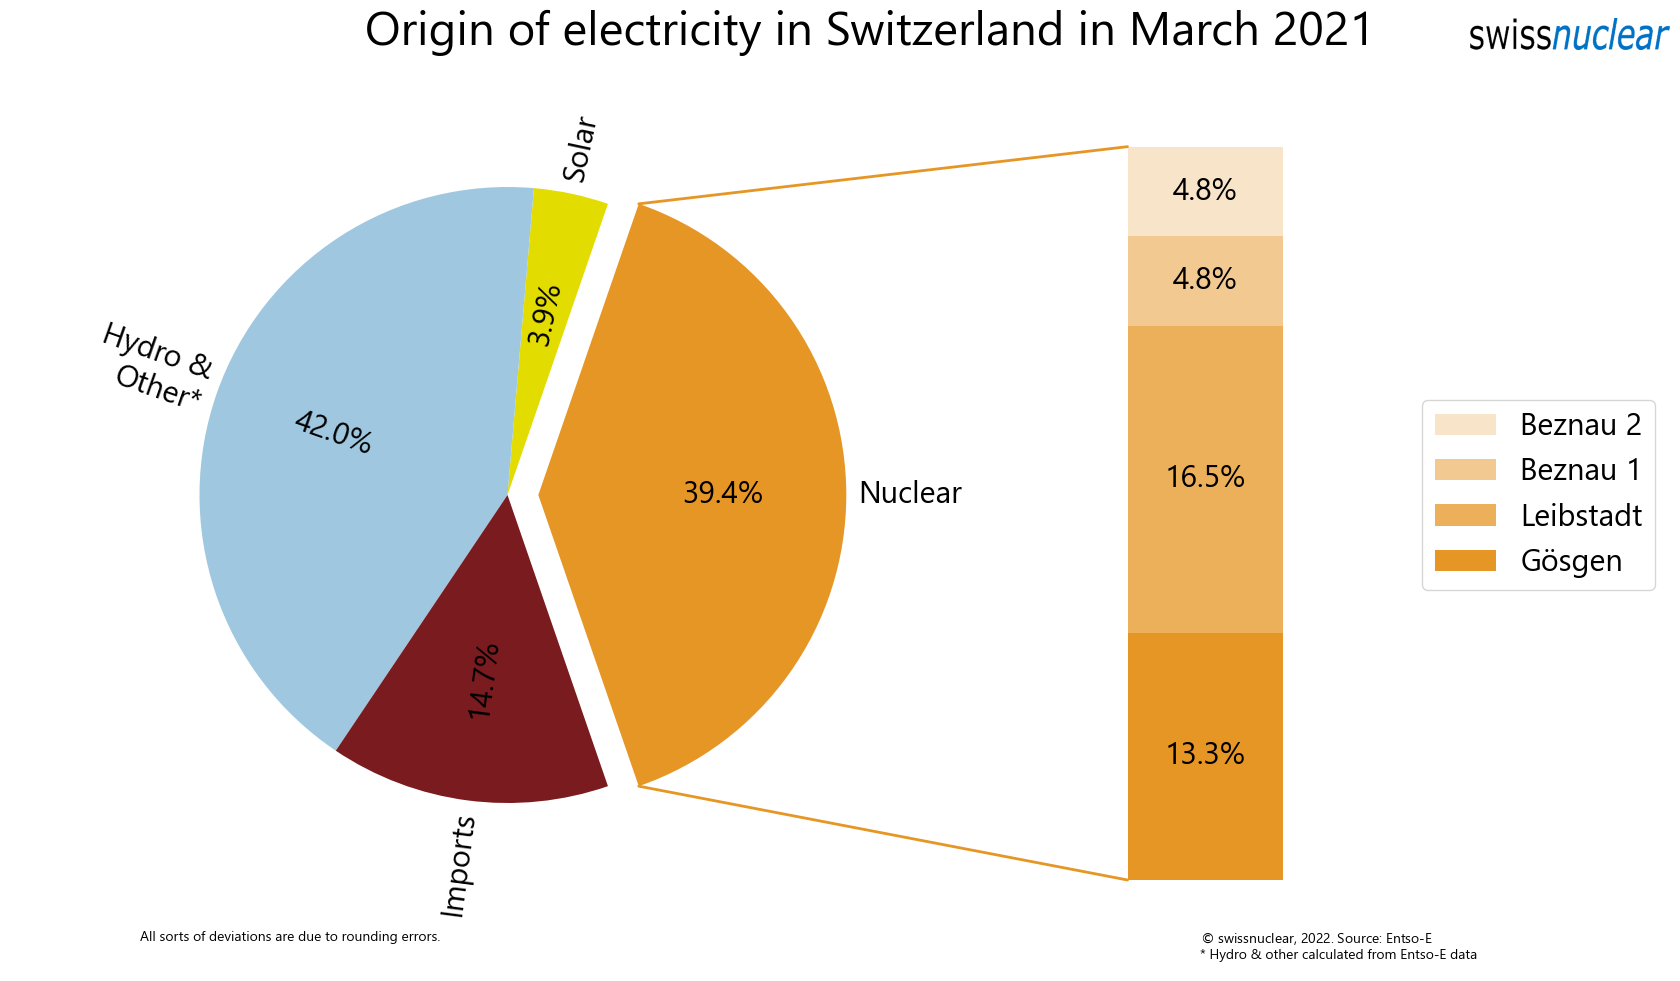 Origin of electricity in Switzerland in March 2021
swissnuclear
Solar
3.9%
Hydro &
Other*
42.0%
39.4%
Nuclear
14.7%
Imports
4.8%
4.8%
16.5%
13.3%
Beznau 2
Beznau 1
Leibstadt
Gösgen
All sorts of deviations are due to rounding errors.
© swissnuclear, 2022. Source: Entso-E
* Hydro & other calculated from Entso-E data